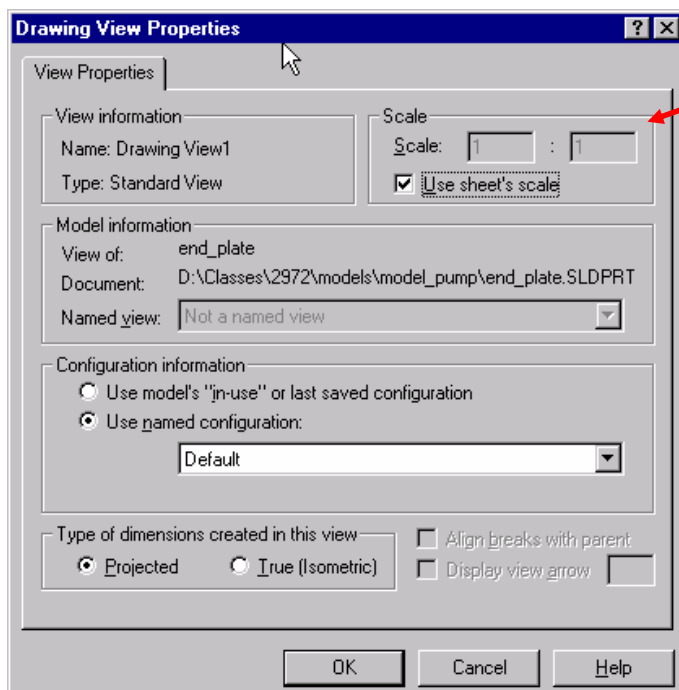 Drawing View Properties
View Properties
View information
Name: Drawing View1
Type: Standard View
Scale
Scale: 1 : 1
Use sheet's scale
Model information
View of: end_plate
Document: D:\Classes\2972\models\model_pump\end_plate.SLDPRT
Named view: Not a named view
Configuration information
Use model's "in-use" or last saved configuration
Use named configuration:
Default
Type of dimensions created in this view
Projected True (Isometric)
Align breaks with parent
Display view arrow
OK Cancel Help